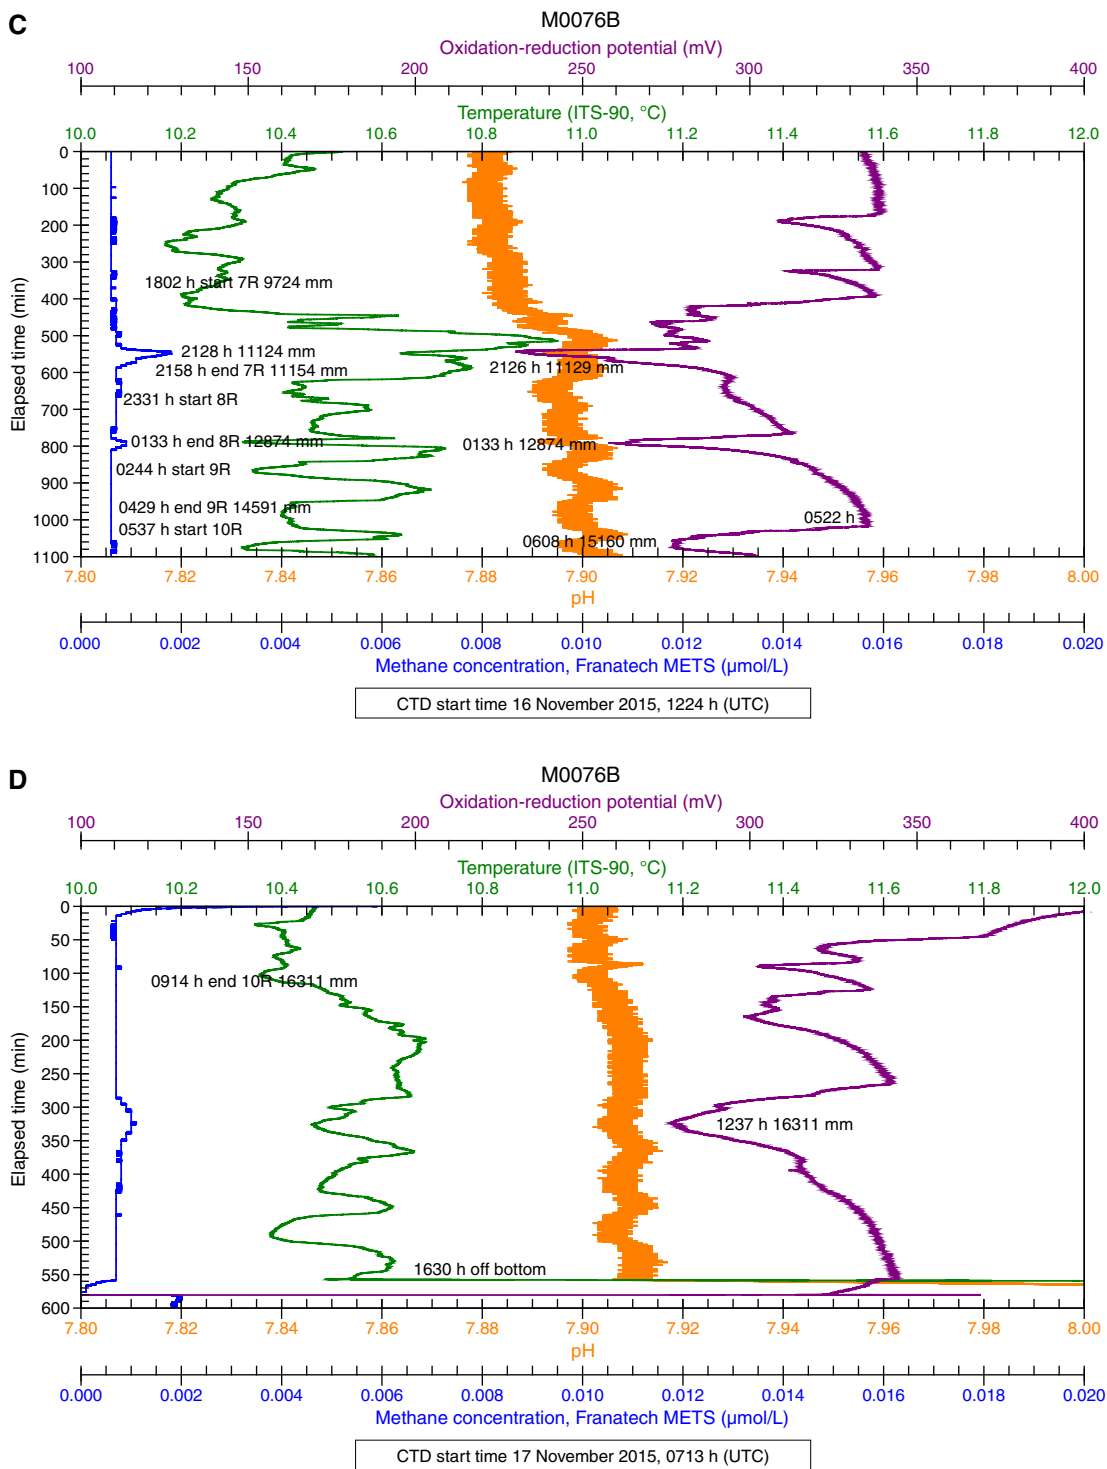 C
M0076B
Oxidation-reduction potential (mV)
100 150 200 250 300 350 400
Temperature (ITS-90, °C)
10.0 10.2 10.4 10.6 10.8 11.0 11.2 11.4 11.6 11.8 12.0
Elapsed time (min)
0
100
200
300
400
500
600
700
800
900
1000
1100
1802 h start 7R 9724 mm
2128 h 11124 mm
2158 h end 7R 11154 mm
2126 h 11129 mm
2331 h start 8R
0133 h end 8R 12874 mm
0133 h 12874 mm
0244 h start 9R
0429 h end 9R 14591 mm
0522 h
0537 h start 10R
0608 h 15160 mm
7.80 7.82 7.84 7.86 7.88 7.90 7.92 7.94 7.96 7.98 8.00
pH
0.000 0.002 0.004 0.006 0.008 0.010 0.012 0.014 0.016 0.018 0.020
Methane concentration, Franatech METS (µmol/L)
CTD start time 16 November 2015, 1224 h (UTC)
D
M0076B
Oxidation-reduction potential (mV)
100 150 200 250 300 350 400
Temperature (ITS-90, °C)
10.0 10.2 10.4 10.6 10.8 11.0 11.2 11.4 11.6 11.8 12.0
Elapsed time (min)
0
50
100
150
200
250
300
350
400
450
500
550
600
0914 h end 10R 16311 mm
1237 h 16311 mm
1630 h off bottom
7.80 7.82 7.84 7.86 7.88 7.90 7.92 7.94 7.96 7.98 8.00
pH
0.000 0.002 0.004 0.006 0.008 0.010 0.012 0.014 0.016 0.018 0.020
Methane concentration, Franatech METS (µmol/L)
CTD start time 17 November 2015, 0713 h (UTC)